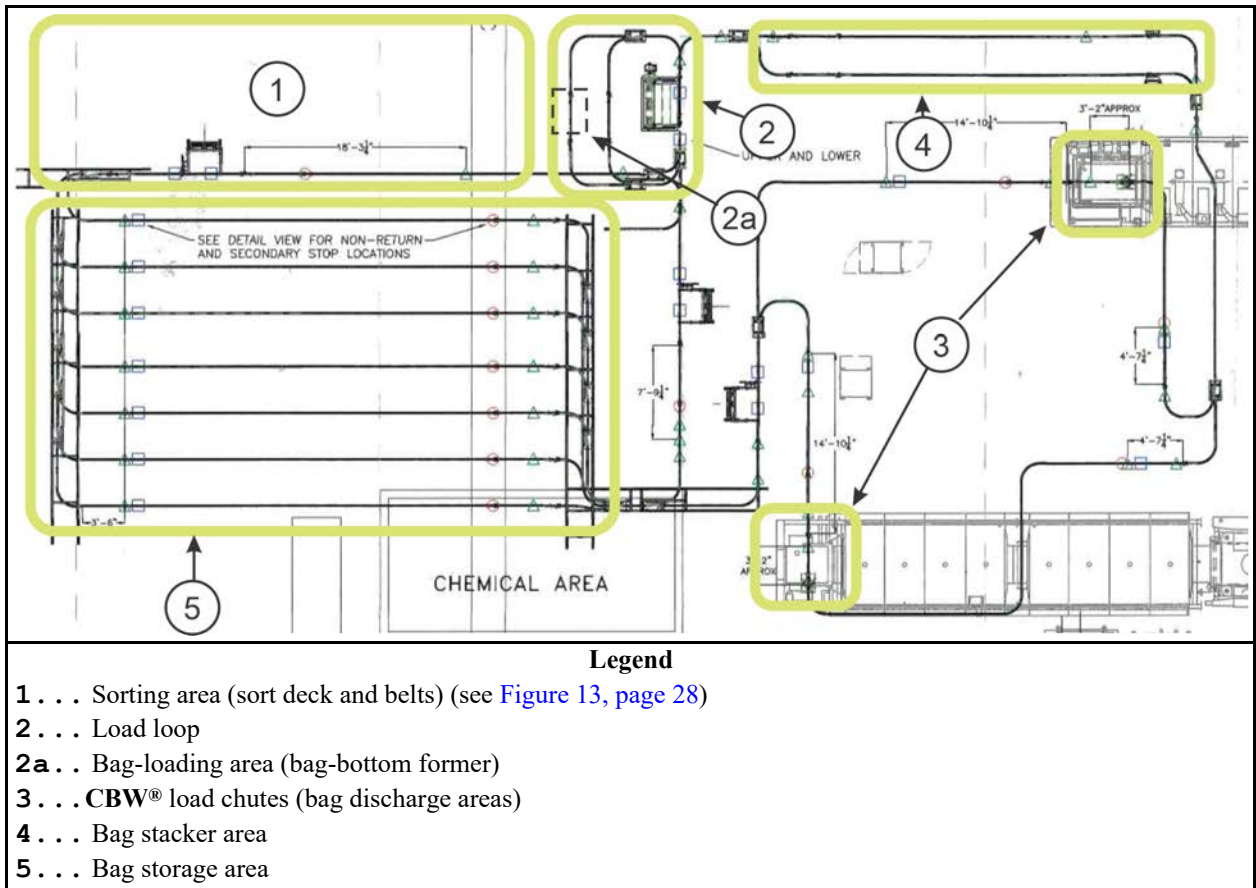 1
18'-3¾"
2
UPPER AND LOWER
2a
4
14'-10¼"
3'-2"APPROX
SEE DETAIL VIEW FOR NON-RETURN
AND SECONDARY STOP LOCATIONS
3
4'-7½"
7'-9¼"
14'-10¼"
4'-7½"
3'-6"
3'-2"
APPROX
5
CHEMICAL AREA
Legend
1... Sorting area (sort deck and belts) (see Figure 13, page 28)
2... Load loop
2a.. Bag-loading area (bag-bottom former)
3...CBW® load chutes (bag discharge areas)
4... Bag stacker area
5... Bag storage area